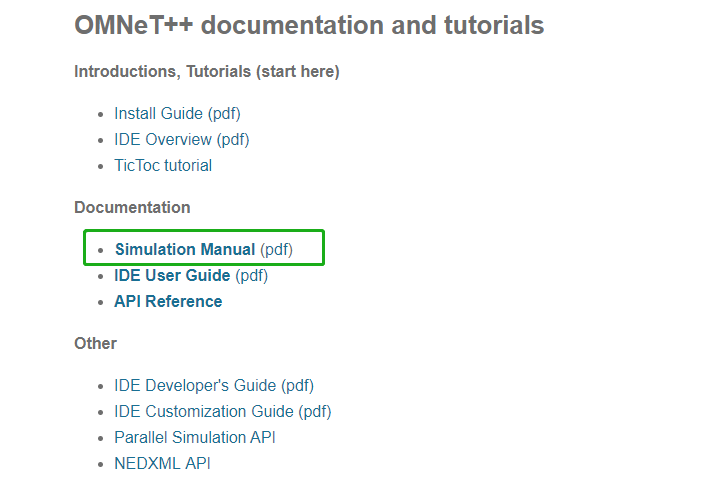 OMNeT++ documentation and tutorials
Introductions, Tutorials (start here)
Install Guide (pdf)
IDE Overview (pdf)
TicToc tutorial
Documentation
Simulation Manual (pdf)
IDE User Guide (pdf)
API Reference
Other
IDE Developer's Guide (pdf)
IDE Customization Guide (pdf)
Parallel Simulation API
NEDXML API